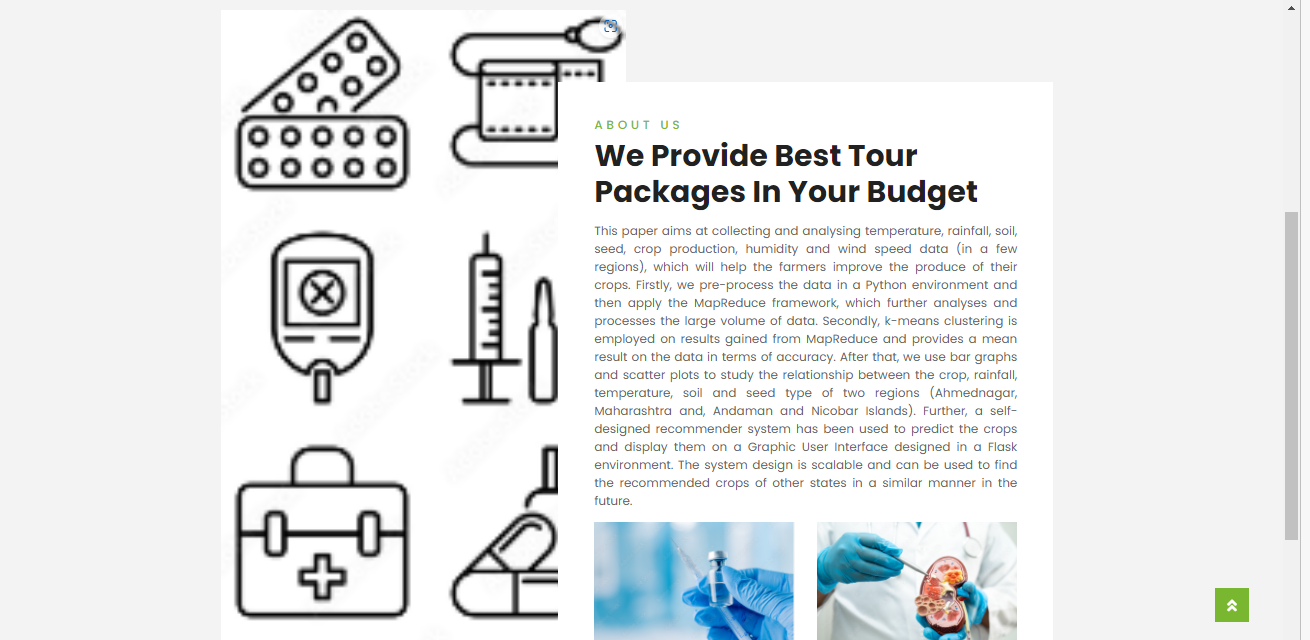 ABOUT US
We Provide Best Tour
Packages In Your Budget
This paper aims at collecting and analysing temperature, rainfall, soil,
seed, crop production, humidity and wind speed data (in a few
regions), which will help the farmers improve the produce of their
crops. Firstly, we pre-process the data in a Python environment and
then apply the MapReduce framework, which further analyses and
processes the large volume of data. Secondly, k-means clustering is
employed on results gained from MapReduce and provides a mean
result on the data in terms of accuracy. After that, we use bar graphs
and scatter plots to study the relationship between the crop, rainfall,
temperature, soil and seed type of two regions (Ahmednagar,
Maharashtra and, Andaman and Nicobar Islands). Further, a self-
designed recommender system has been used to predict the crops
and display them on a Graphic User Interface designed in a Flask
environment. The system design is scalable and can be used to find
the recommended crops of other states in a similar manner in the
future.